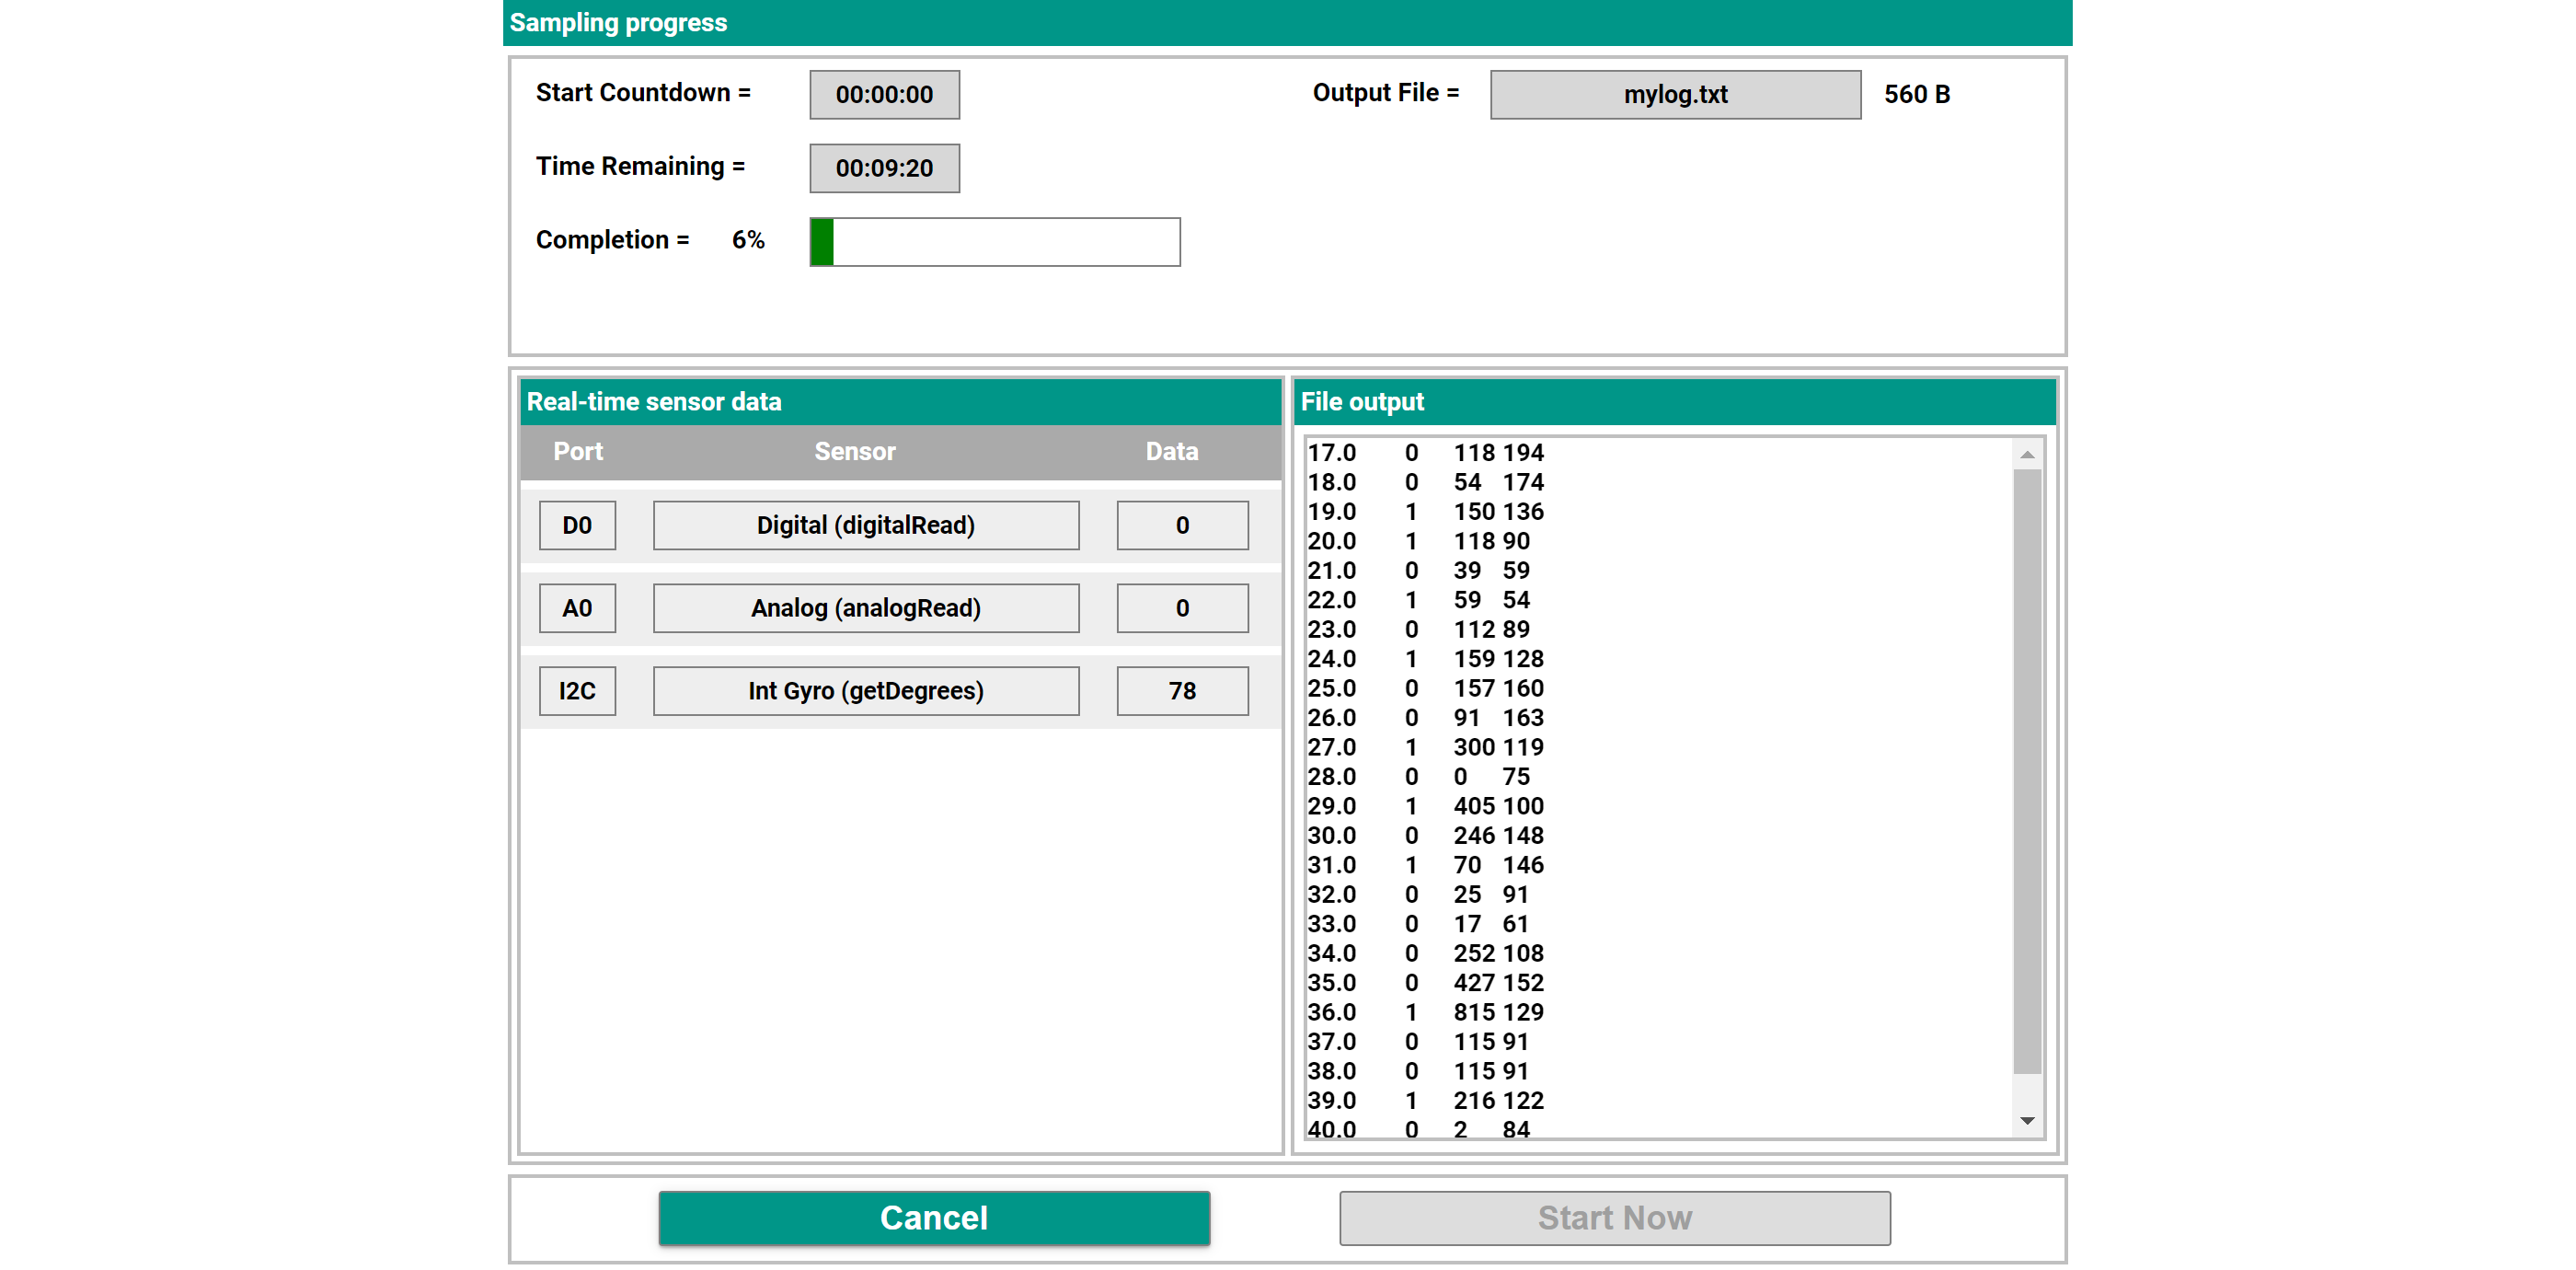 Sampling progress
Start Countdown = 00:00:00 Output File = mylog.txt 560 B
Time Remaining = 00:09:20
Completion = 6%
Real-time sensor data
Port Sensor Data
D0 Digital (digitalRead) 0
A0 Analog (analogRead) 0
I2C Int Gyro (getDegrees) 78
File output
17.0 0 118 194
18.0 0 54 174
19.0 1 150 136
20.0 1 118 90
21.0 0 39 59
22.0 1 59 54
23.0 0 112 89
24.0 1 159 128
25.0 0 157 160
26.0 0 91 163
27.0 1 300 119
28.0 0 0 75
29.0 1 405 100
30.0 0 246 148
31.0 1 70 146
32.0 0 25 91
33.0 0 17 61
34.0 0 252 108
35.0 0 427 152
36.0 1 815 129
37.0 0 115 91
38.0 0 115 91
39.0 1 216 122
40.0 0 2 84
Cancel Start Now